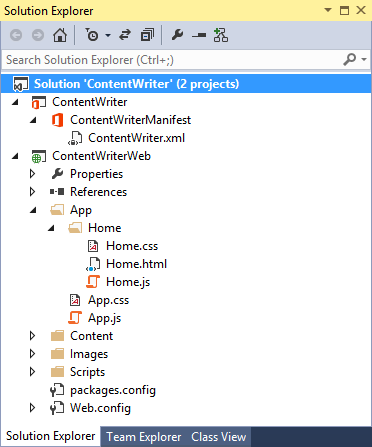 Solution Explorer
Search Solution Explorer (Ctrl+;)
Solution 'ContentWriter' (2 projects)
ContentWriter
ContentWriterManifest
ContentWriter.xml
ContentWriterWeb
Properties
References
App
Home
Home.css
Home.html
Home.js
App.css
App.js
Content
Images
Scripts
packages.config
Web.config
Solution Explorer Team Explorer Class View